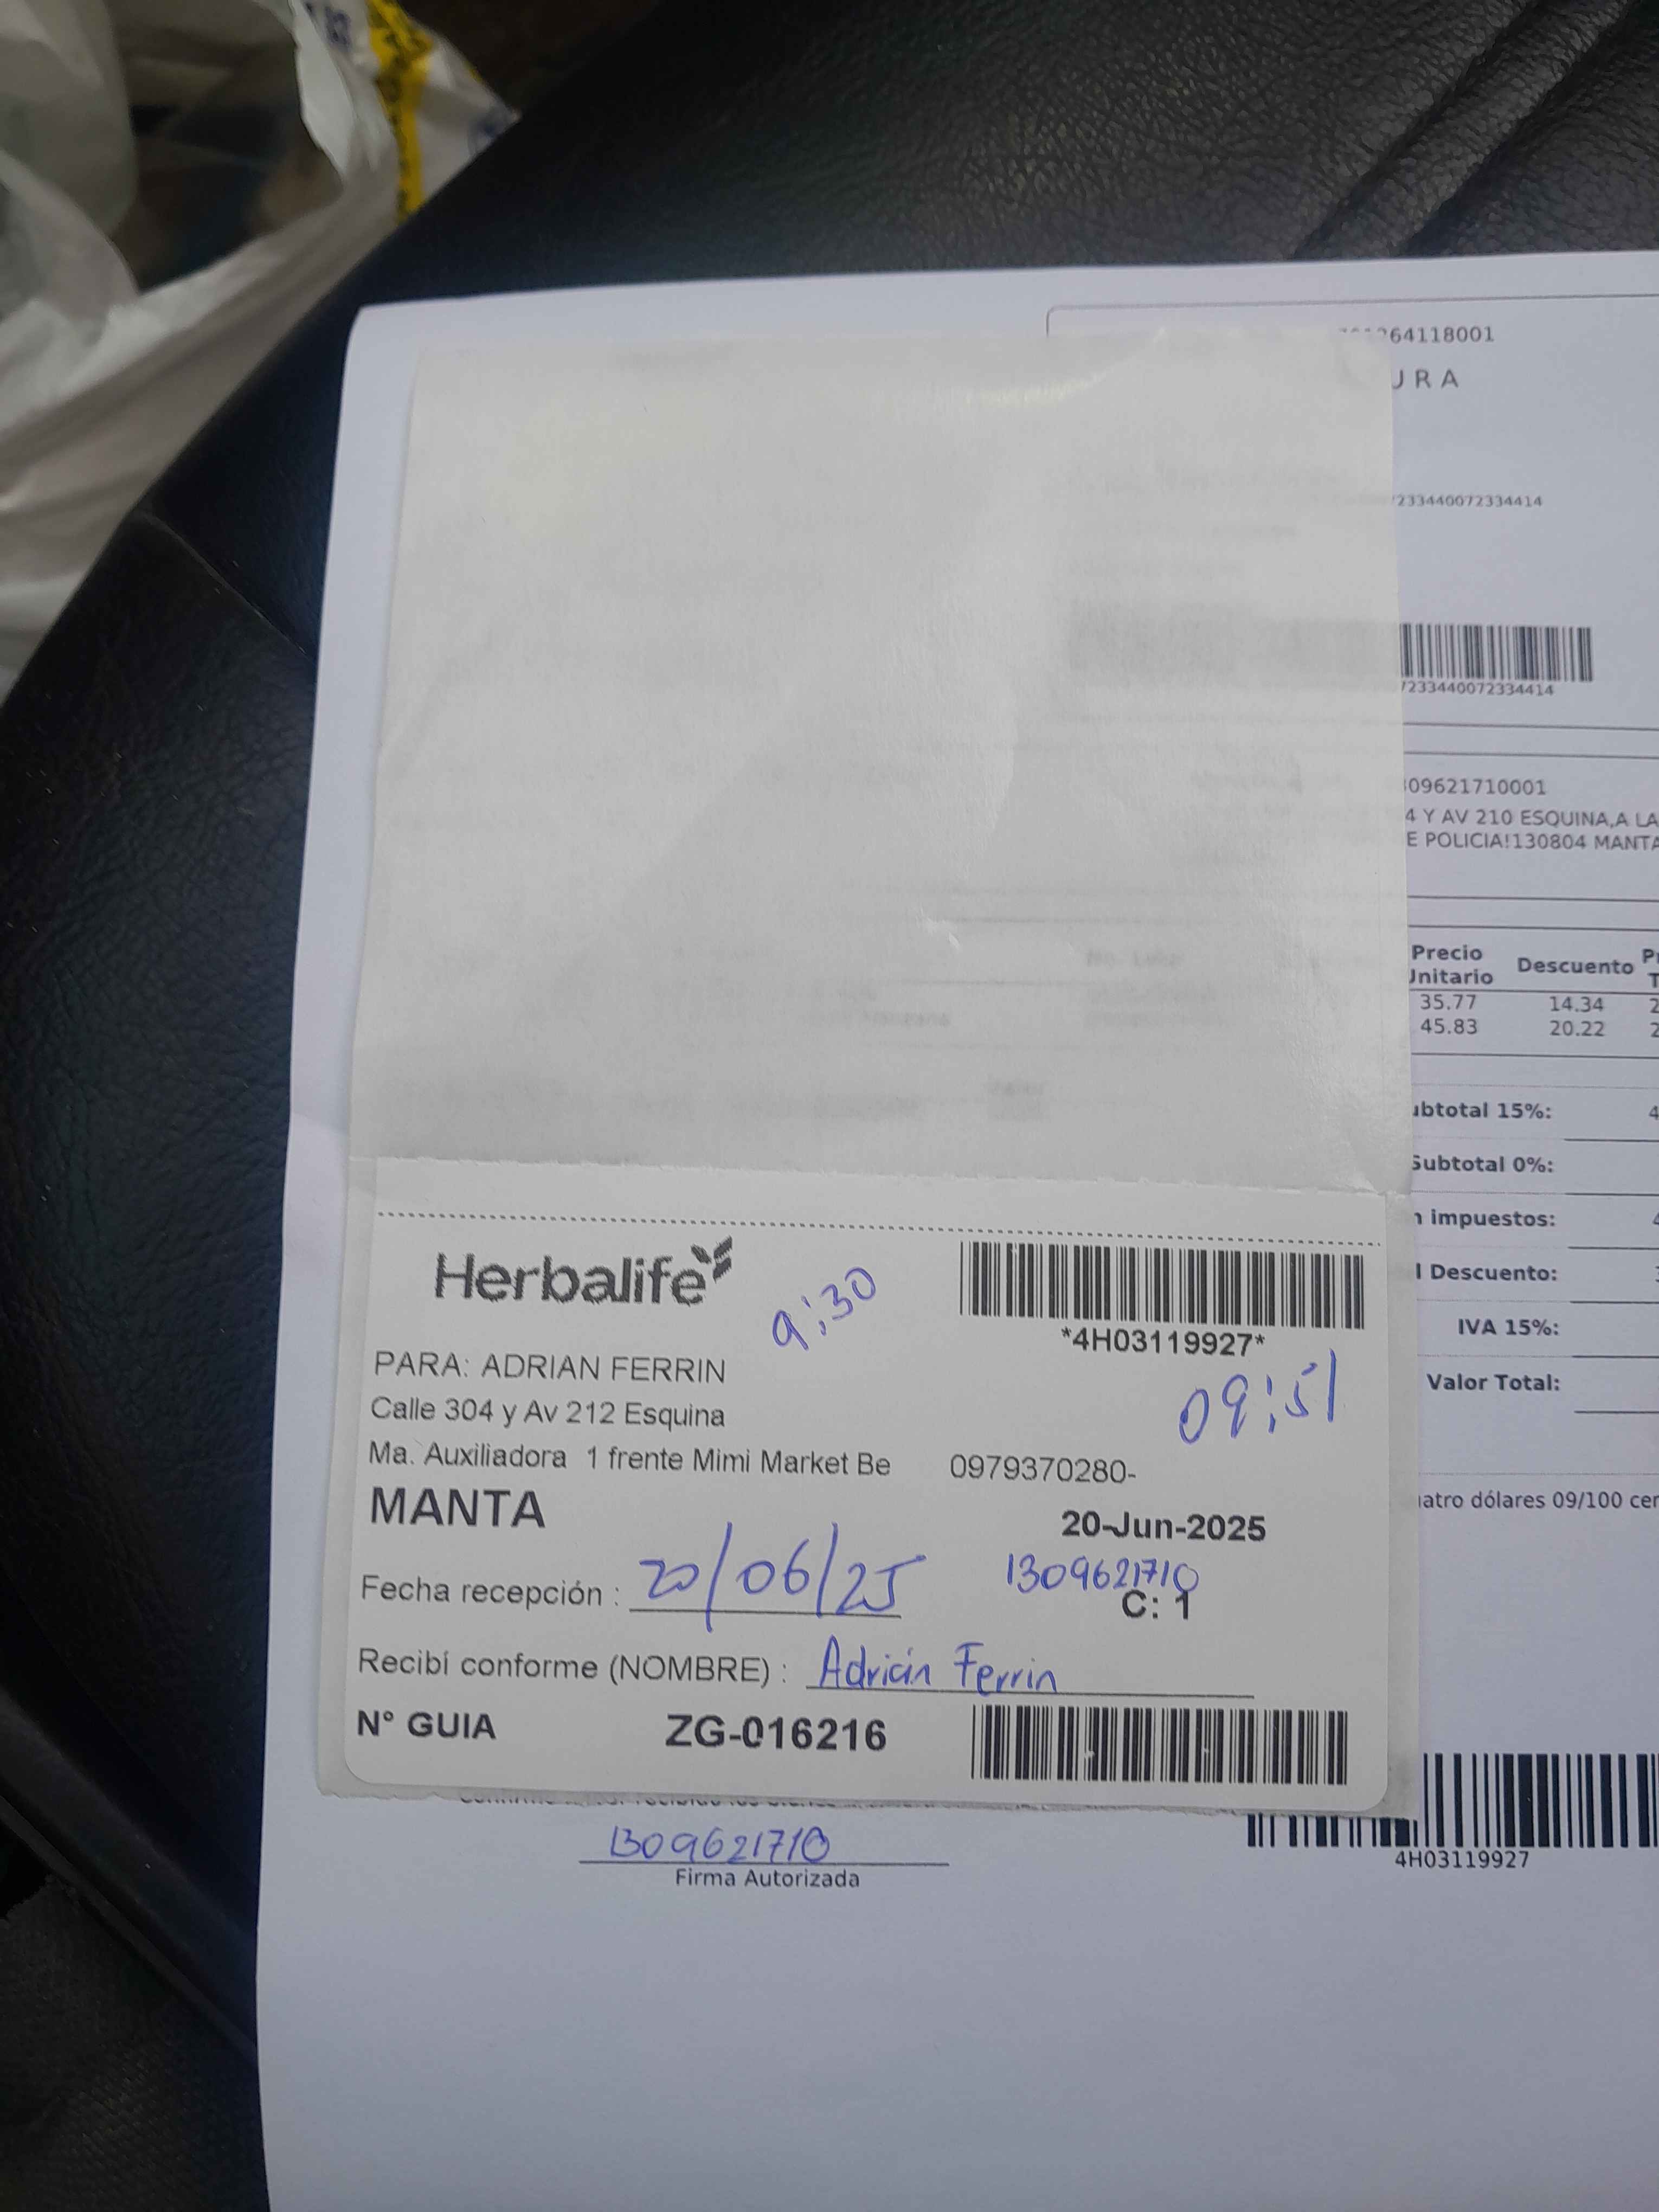 64118001
URA
233440072334414
7233440072334414
09621710001
4 Y AV 210 ESQUINA,A LA
E POLICIA!130804 MANTA
Precio Unitario Descuento
35.77 14.34
45.83 20.22
ubtotal 15%:
Subtotal 0%:
n impuestos:
l Descuento:
IVA 15%:
Valor Total:
atro dólares 09/100 cen
Herbalife
9:30
*4H03119927*
PARA: ADRIAN FERRIN
09:51
Calle 304 y Av 212 Esquina
Ma. Auxiliadora 1 frente Mimi Market Be 0979370280-
MANTA
20-Jun-2025
Fecha recepción : 20/06/25 1309621710
C: 1
Recibí conforme (NOMBRE) : Adrián Ferrin
N° GUIA ZG-016216
1309621710
Firma Autorizada
4H03119927